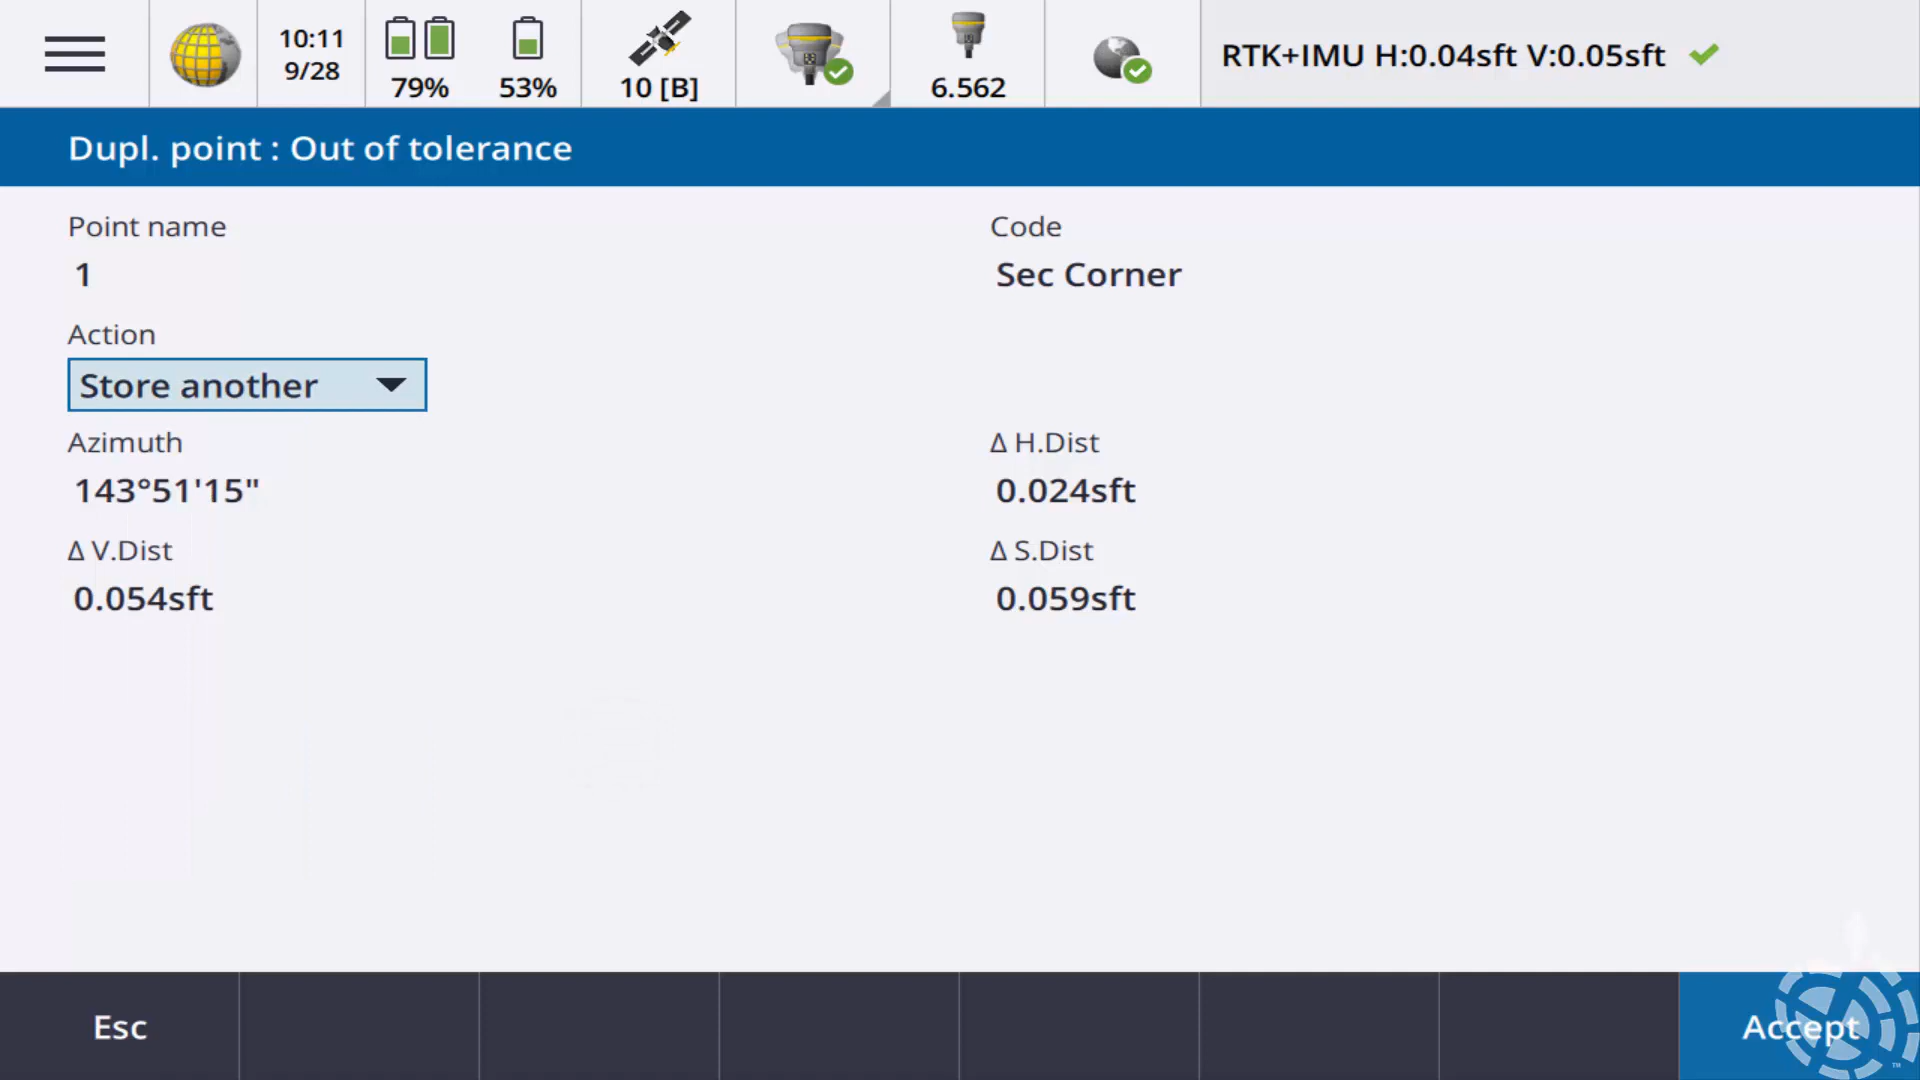 10:11
9/28
79%
53%
10 [B]
6.562
RTK+IMU H:0.04sft V:0.05sft
Dupl. point : Out of tolerance
Point name
Code
1
Sec Corner
Action
Store another
Azimuth
Δ H.Dist
143°51'15"
0.024sft
Δ V.Dist
Δ S.Dist
0.054sft
0.059sft
Esc
Accept
TM